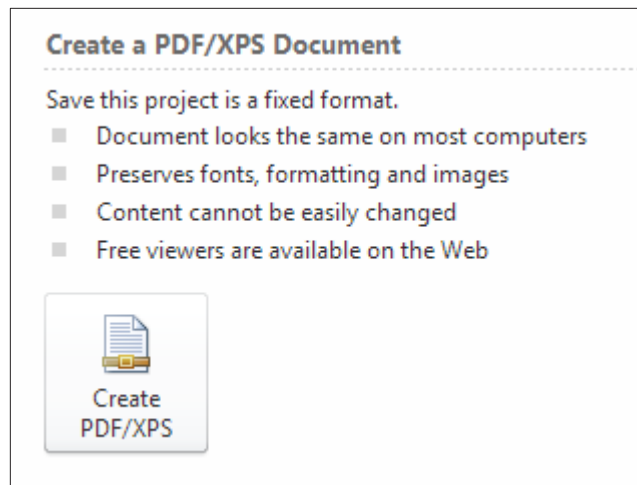 Create a PDF/XPS Document
Save this project is a fixed format.
Document looks the same on most computers
Preserves fonts, formatting and images
Content cannot be easily changed
Free viewers are available on the Web
Create
PDF/XPS